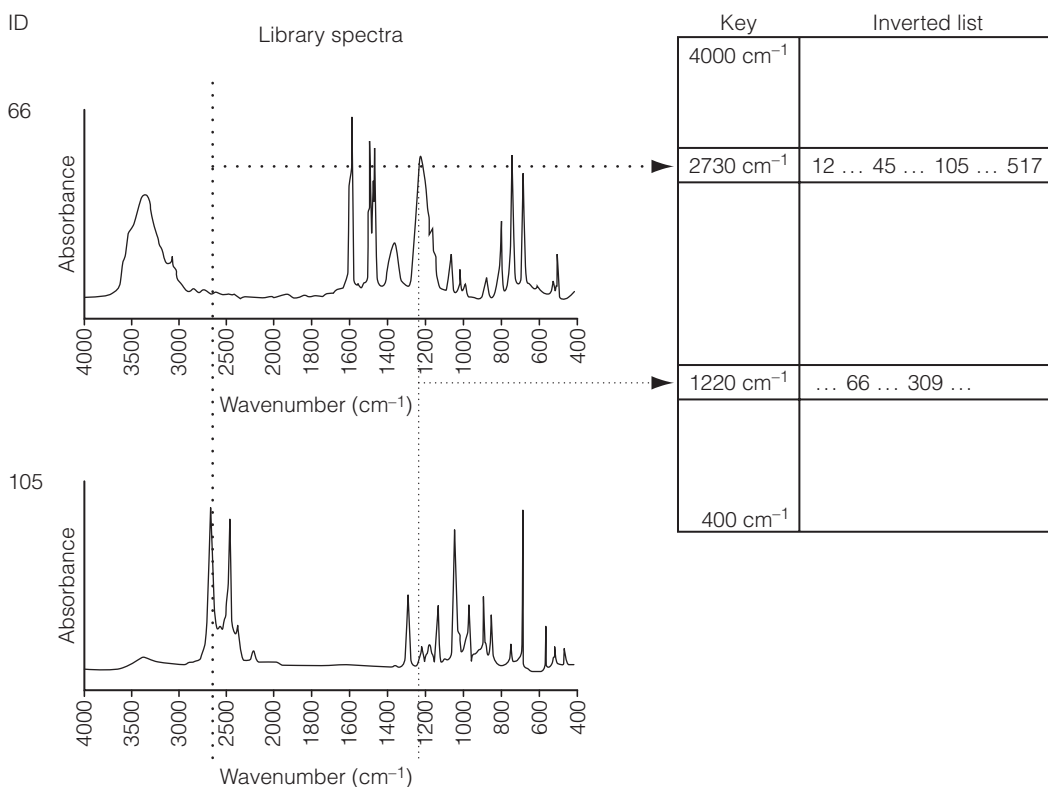 ID
Library spectra
Key Inverted list
4000 cm⁻¹
66
Absorbance
2730 cm⁻¹ 12 … 45 … 105 … 517
4000 3500 3000 2500 2000 1800 1600 1400 1200 1000 800 600 400
Wavenumber (cm⁻¹)
1220 cm⁻¹ … 66 … 309 …
400 cm⁻¹
105
Absorbance
4000 3500 3000 2500 2000 1800 1600 1400 1200 1000 800 600 400
Wavenumber (cm⁻¹)